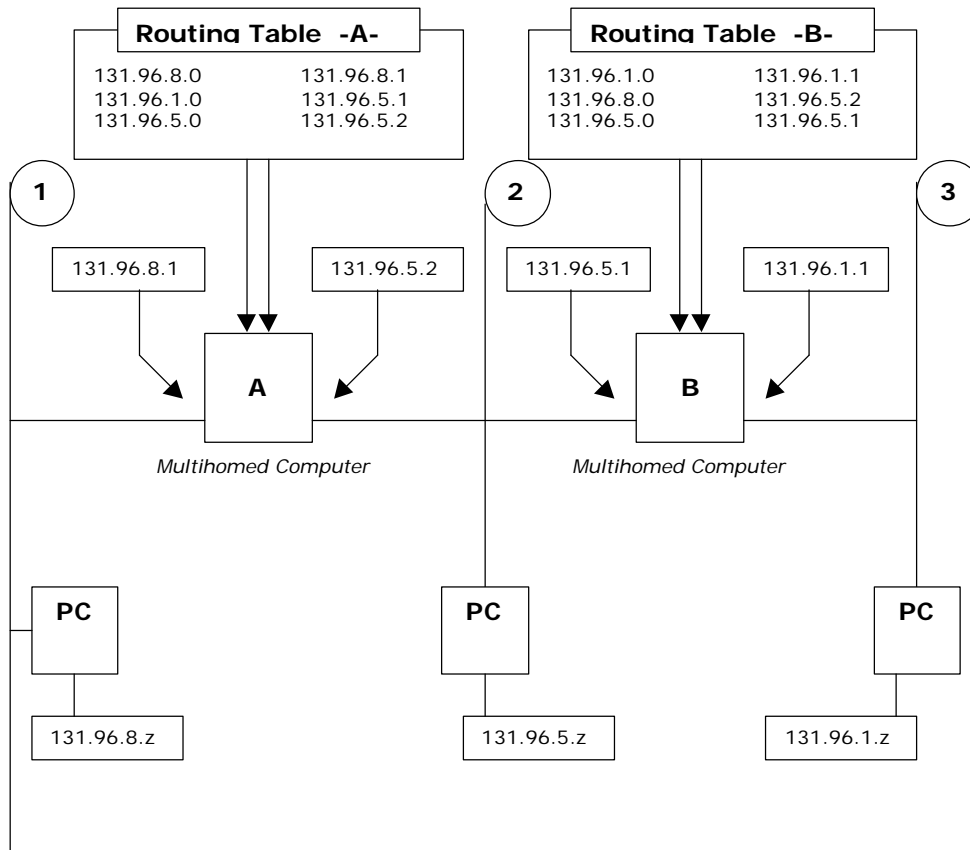 Routing Table -A-
131.96.8.0 131.96.8.1
131.96.1.0 131.96.5.1
131.96.5.0 131.96.5.2
Routing Table -B-
131.96.1.0 131.96.1.1
131.96.8.0 131.96.5.2
131.96.5.0 131.96.5.1
1
2
3
131.96.8.1
131.96.5.2
131.96.5.1
131.96.1.1
A
B
Multihomed Computer
Multihomed Computer
PC
PC
PC
131.96.8.z
131.96.5.z
131.96.1.z